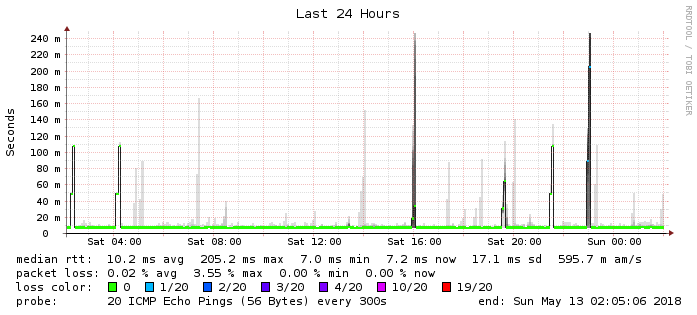 Last 24 Hours
RRDTOOL / TOBI OETIKER
Seconds
240 m
220 m
200 m
180 m
160 m
140 m
120 m
100 m
80 m
60 m
40 m
20 m
0
Sat 04:00 Sat 08:00 Sat 12:00 Sat 16:00 Sat 20:00 Sun 00:00
median rtt: 10.2 ms avg 205.2 ms max 7.0 ms min 7.2 ms now 17.1 ms sd 595.7 m am/s
packet loss: 0.02 % avg 3.55 % max 0.00 % min 0.00 % now
loss color: 0 1/20 2/20 3/20 4/20 10/20 19/20
probe: 20 ICMP Echo Pings (56 Bytes) every 300s end: Sun May 13 02:05:06 2018